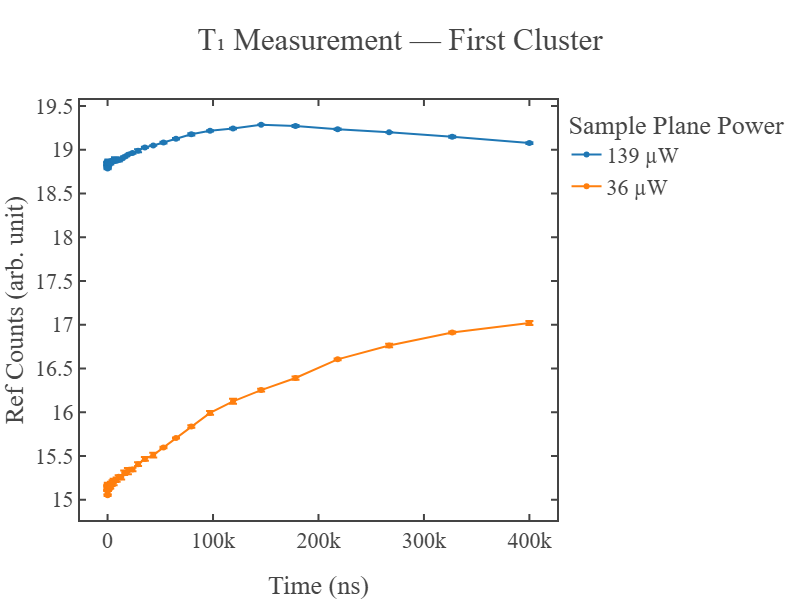 T₁ Measurement — First Cluster
19.5
19
18.5
18
17.5
17
16.5
16
15.5
15
Ref Counts (arb. unit)
0
100k
200k
300k
400k
Time (ns)
Sample Plane Power
139 μW
36 μW